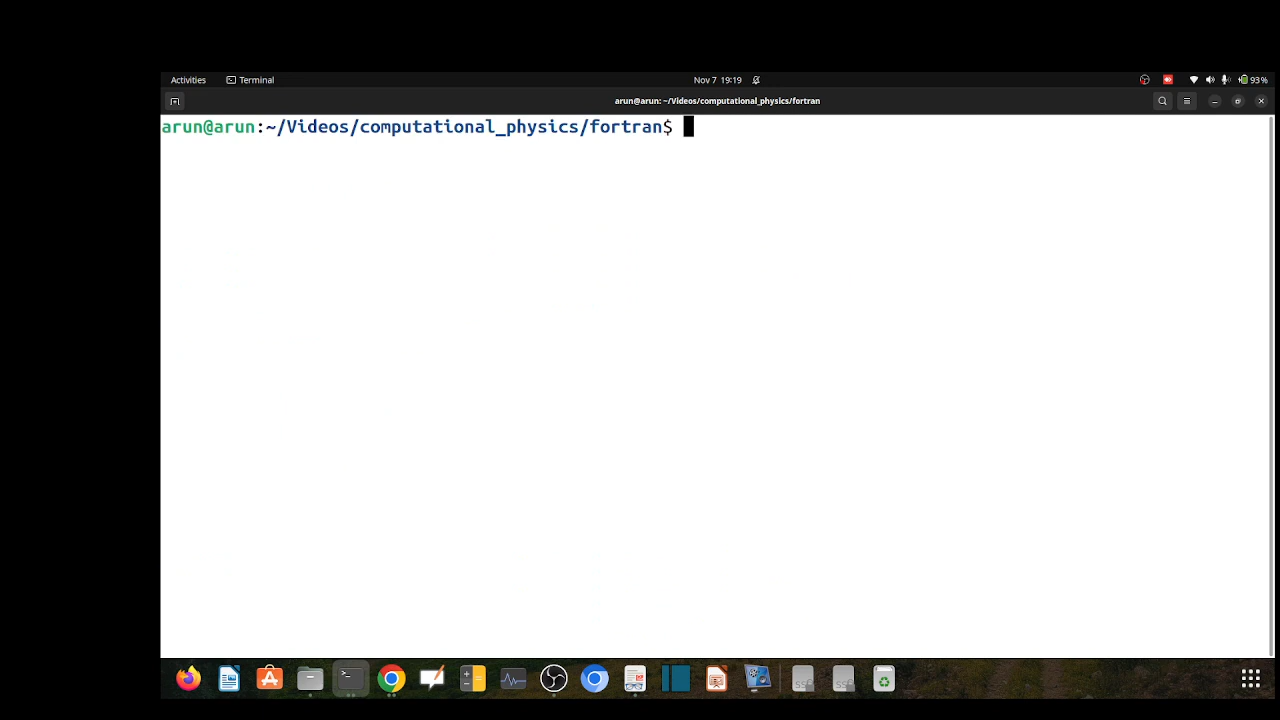 Activities Terminal Nov 7 19:19 93%
arun@arun: ~/Videos/computational_physics/fortran
arun@arun:~/Videos/computational_physics/fortran$